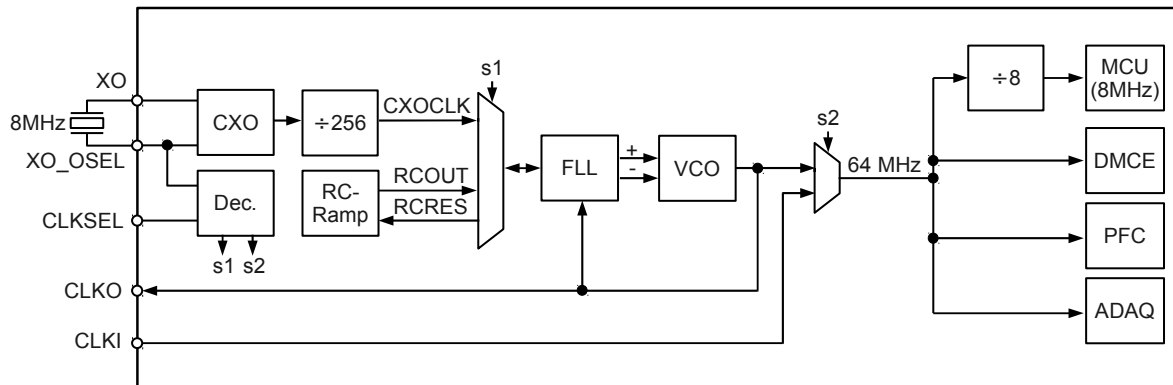 XO
8MHz
XO_OSEL
CLKSEL
CLKO
CLKI
CXO
÷256
CXOCLK
s1
Dec.
s1 s2
RC-
Ramp
RCOUT
RCRES
FLL
+
-
VCO
s2
64 MHz
÷8
MCU
(8MHz)
DMCE
PFC
ADAQ